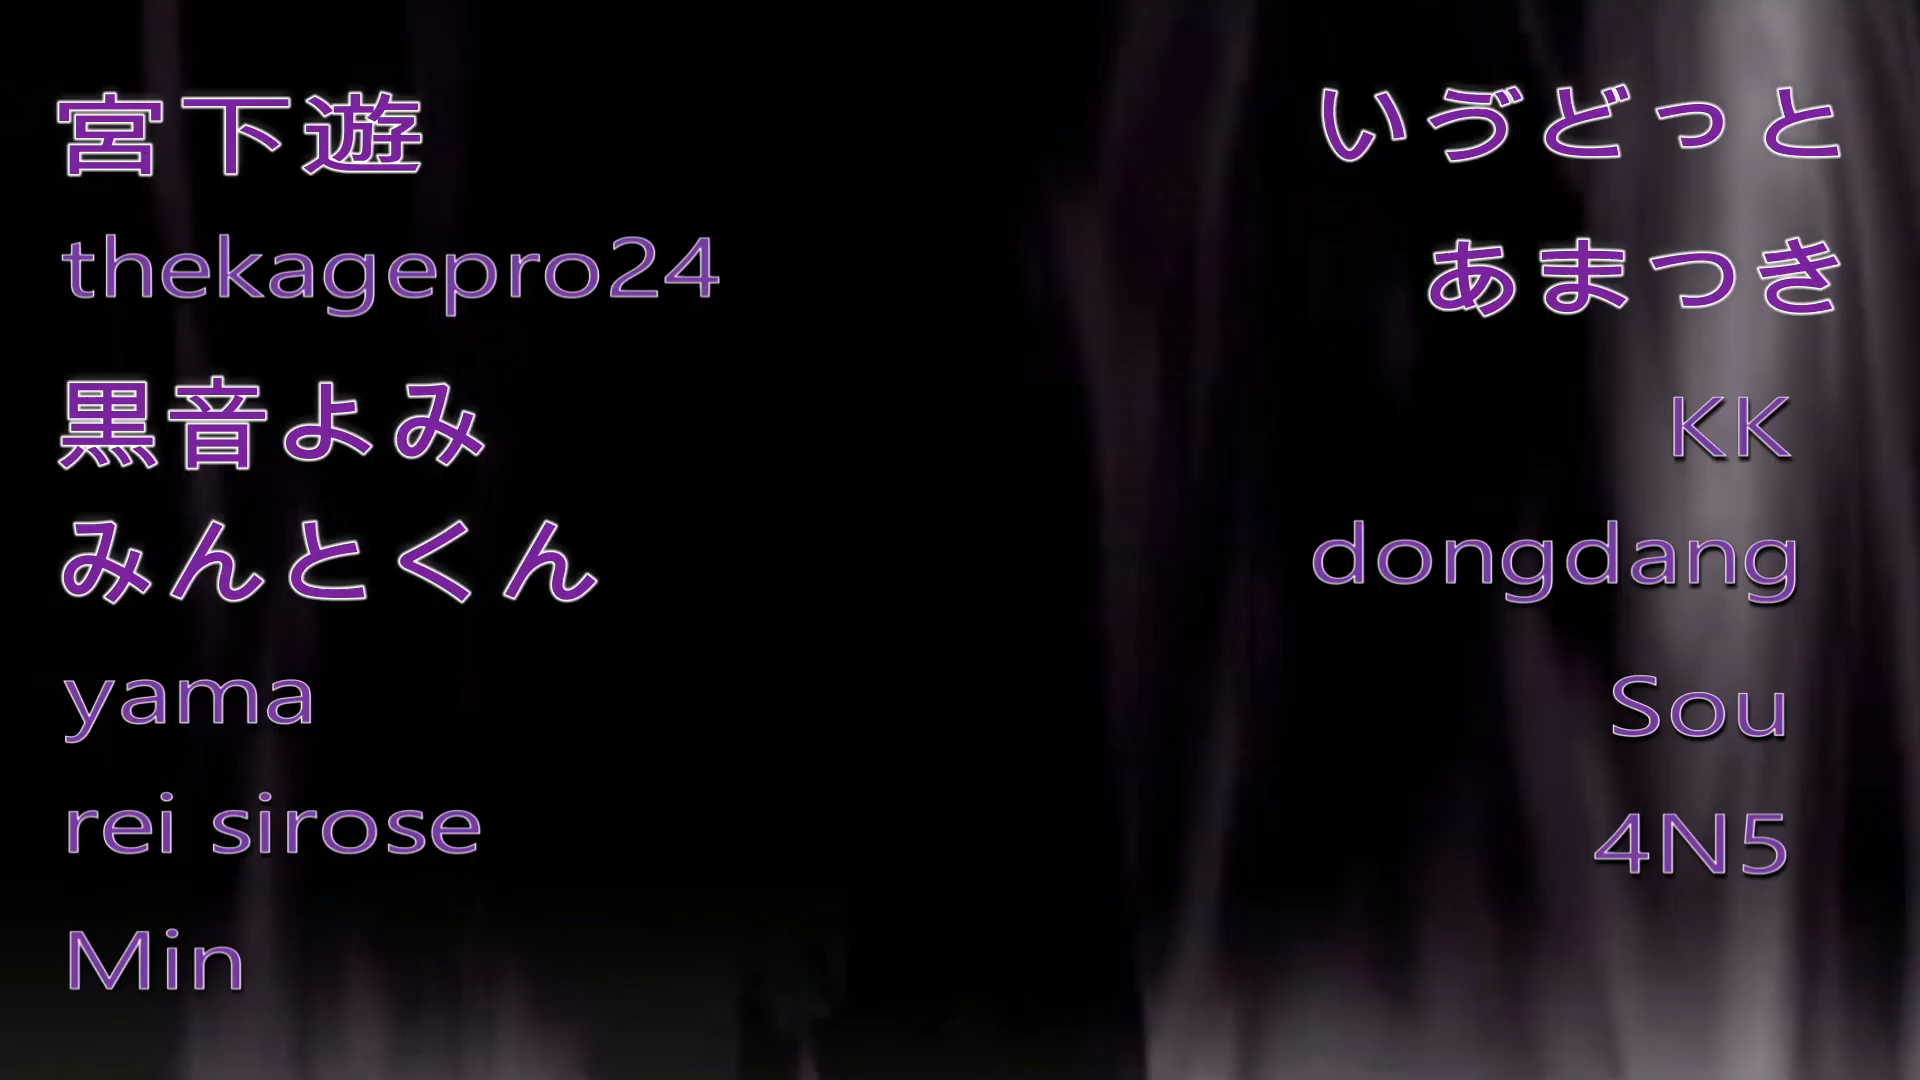 宮下遊
thekagepro24
黒音よみ
みんとくん
yama
rei sirose
Min
いゔどっと
あまつき
KK
dongdang
Sou
4N5